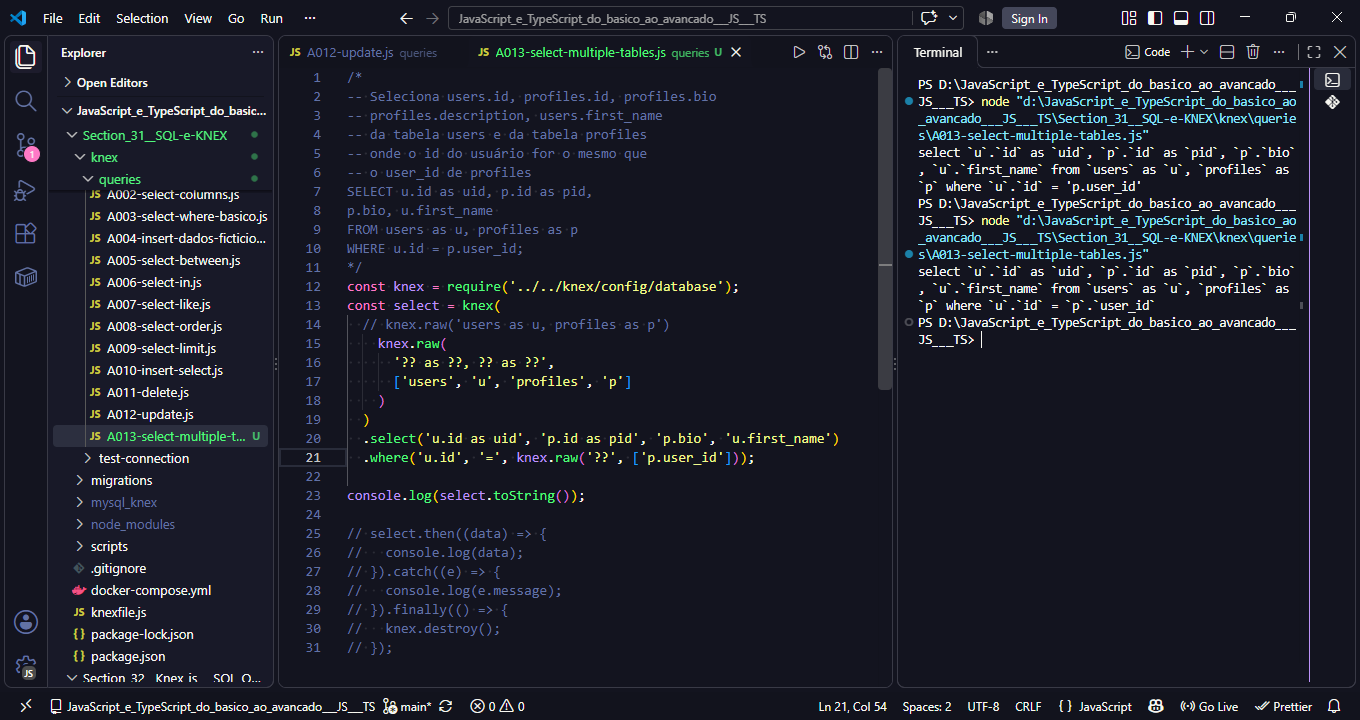 File Edit Selection View Go Run ···
JavaScript_e_TypeScript_do_basico_ao_avancado___JS___TS
Sign In
Explorer
Open Editors
JavaScript_e_TypeScript_do_basic...
Section_31__SQL-e-KNEX
knex
queries
JS A002-select-columns.js
JS A003-select-where-basico.js
JS A004-insert-dados-ficticio...
JS A005-select-between.js
JS A006-select-in.js
JS A007-select-like.js
JS A008-select-order.js
JS A009-select-limit.js
JS A010-insert-select.js
JS A011-delete.js
JS A012-update.js
JS A013-select-multiple-t... U
test-connection
migrations
mysql_knex
node_modules
scripts
.gitignore
docker-compose.yml
JS knexfile.js
{} package-lock.json
{} package.json
Section_32__Knex.js__SQL_Q...
1
JS
JS A012-update.js queries
JS A013-select-multiple-tables.js queries U
1 /*
2 -- Seleciona users.id, profiles.id, profiles.bio
3 -- profiles.description, users.first_name
4 -- da tabela users e da tabela profiles
5 -- onde o id do usuário for o mesmo que
6 -- o user_id de profiles
7 SELECT u.id as uid, p.id as pid,
8 p.bio, u.first_name
9 FROM users as u, profiles as p
10 WHERE u.id = p.user_id;
11 */
12 const knex = require('../../knex/config/database');
13 const select = knex(
14 // knex.raw('users as u, profiles as p')
15 knex.raw(
16 '?? as ??, ?? as ??',
17 ['users', 'u', 'profiles', 'p']
18 )
19 )
20 .select('u.id as uid', 'p.id as pid', 'p.bio', 'u.first_name')
21 .where('u.id', '=', knex.raw('??', ['p.user_id']));
22
23 console.log(select.toString());
24
25 // select.then((data) => {
26 // console.log(data);
27 // }).catch((e) => {
28 // console.log(e.message);
29 // }).finally(() => {
30 // knex.destroy();
31 // });
Terminal
Code
PS D:\JavaScript_e_TypeScript_do_basico_ao_avancado___
JS___TS> node "d:\JavaScript_e_TypeScript_do_basico_ao
_avancado___JS___TS\Section_31__SQL-e-KNEX\knex\querie
s\A013-select-multiple-tables.js"
select `u`.`id` as `uid`, `p`.`id` as `pid`, `p`.`bio`
, `u`.`first_name` from `users` as `u`, `profiles` as
`p` where `u`.`id` = 'p.user_id'
PS D:\JavaScript_e_TypeScript_do_basico_ao_avancado___
JS___TS> node "d:\JavaScript_e_TypeScript_do_basico_ao
_avancado___JS___TS\Section_31__SQL-e-KNEX\knex\querie
s\A013-select-multiple-tables.js"
select `u`.`id` as `uid`, `p`.`id` as `pid`, `p`.`bio`
, `u`.`first_name` from `users` as `u`, `profiles` as
`p` where `u`.`id` = `p`.`user_id`
PS D:\JavaScript_e_TypeScript_do_basico_ao_avancado___
JS___TS>
JavaScript_e_TypeScript_do_basico_ao_avancado___JS___TS main* 0 0 Ln 21, Col 54 Spaces: 2 UTF-8 CRLF {} JavaScript Go Live Prettier